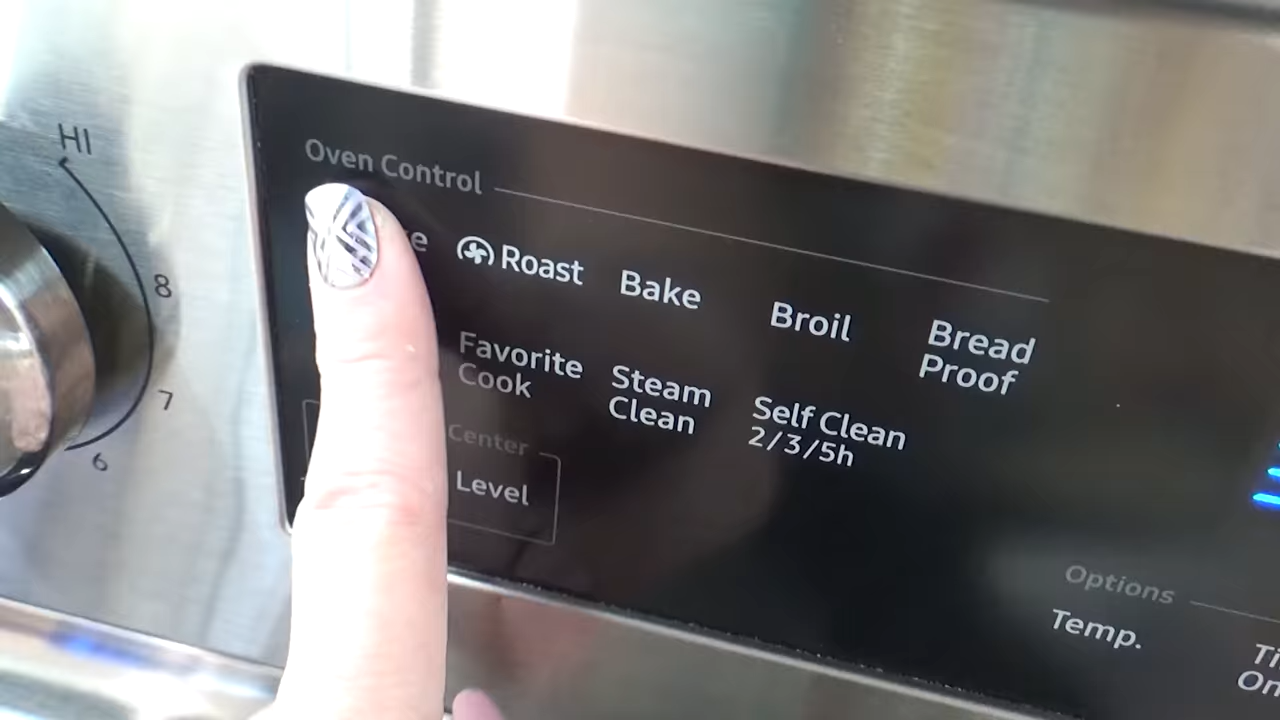 HI
8
7
6
Oven Control
Roast
Bake
Broil
Bread
Proof
Favorite
Cook
Steam
Clean
Self Clean
2/3/5h
Center
Level
Options
Temp.